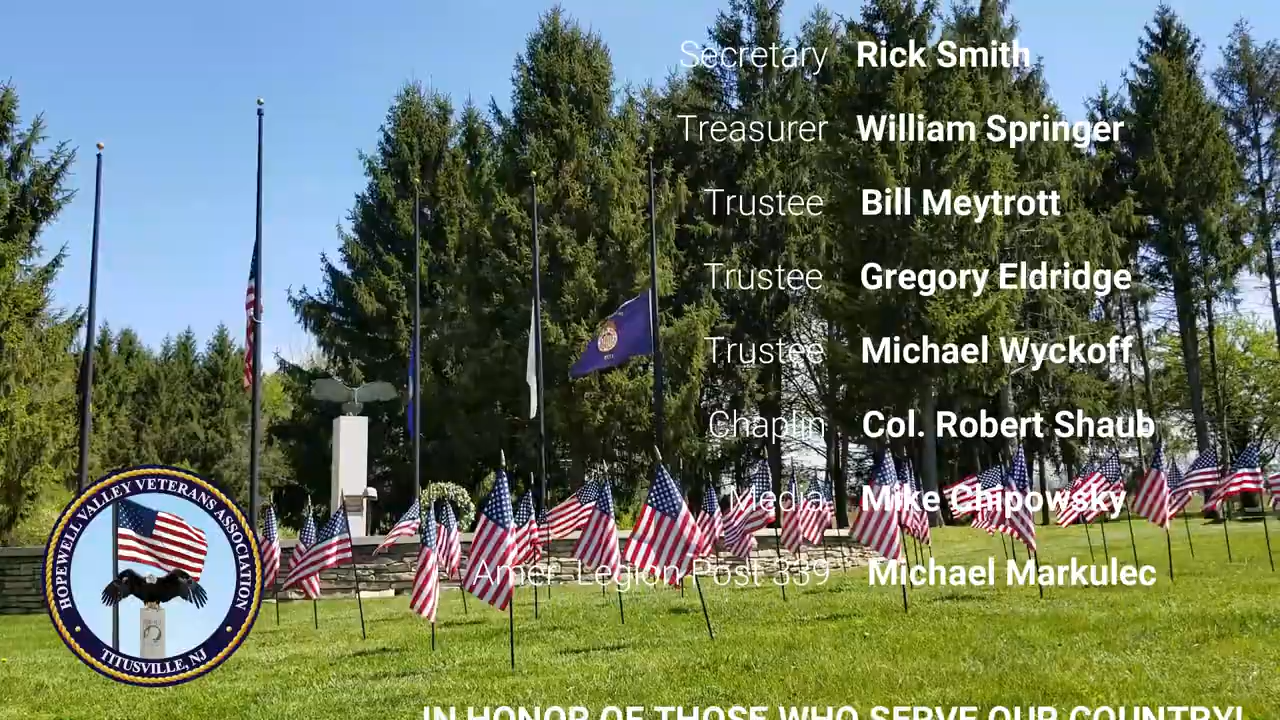 Secretary Rick Smith
Treasurer William Springer
Trustee Bill Meytrott
Trustee Gregory Eldridge
Trustee Michael Wyckoff
Chaplin Col. Robert Shaub
Media Mike Chipowsky
Amer. Legion Post 339 Michael Markulec
HOPEWELL VALLEY VETERANS ASSOCIATION
TITUSVILLE, NJ
IN HONOR OF THOSE WHO SERVE OUR COUNTRY!